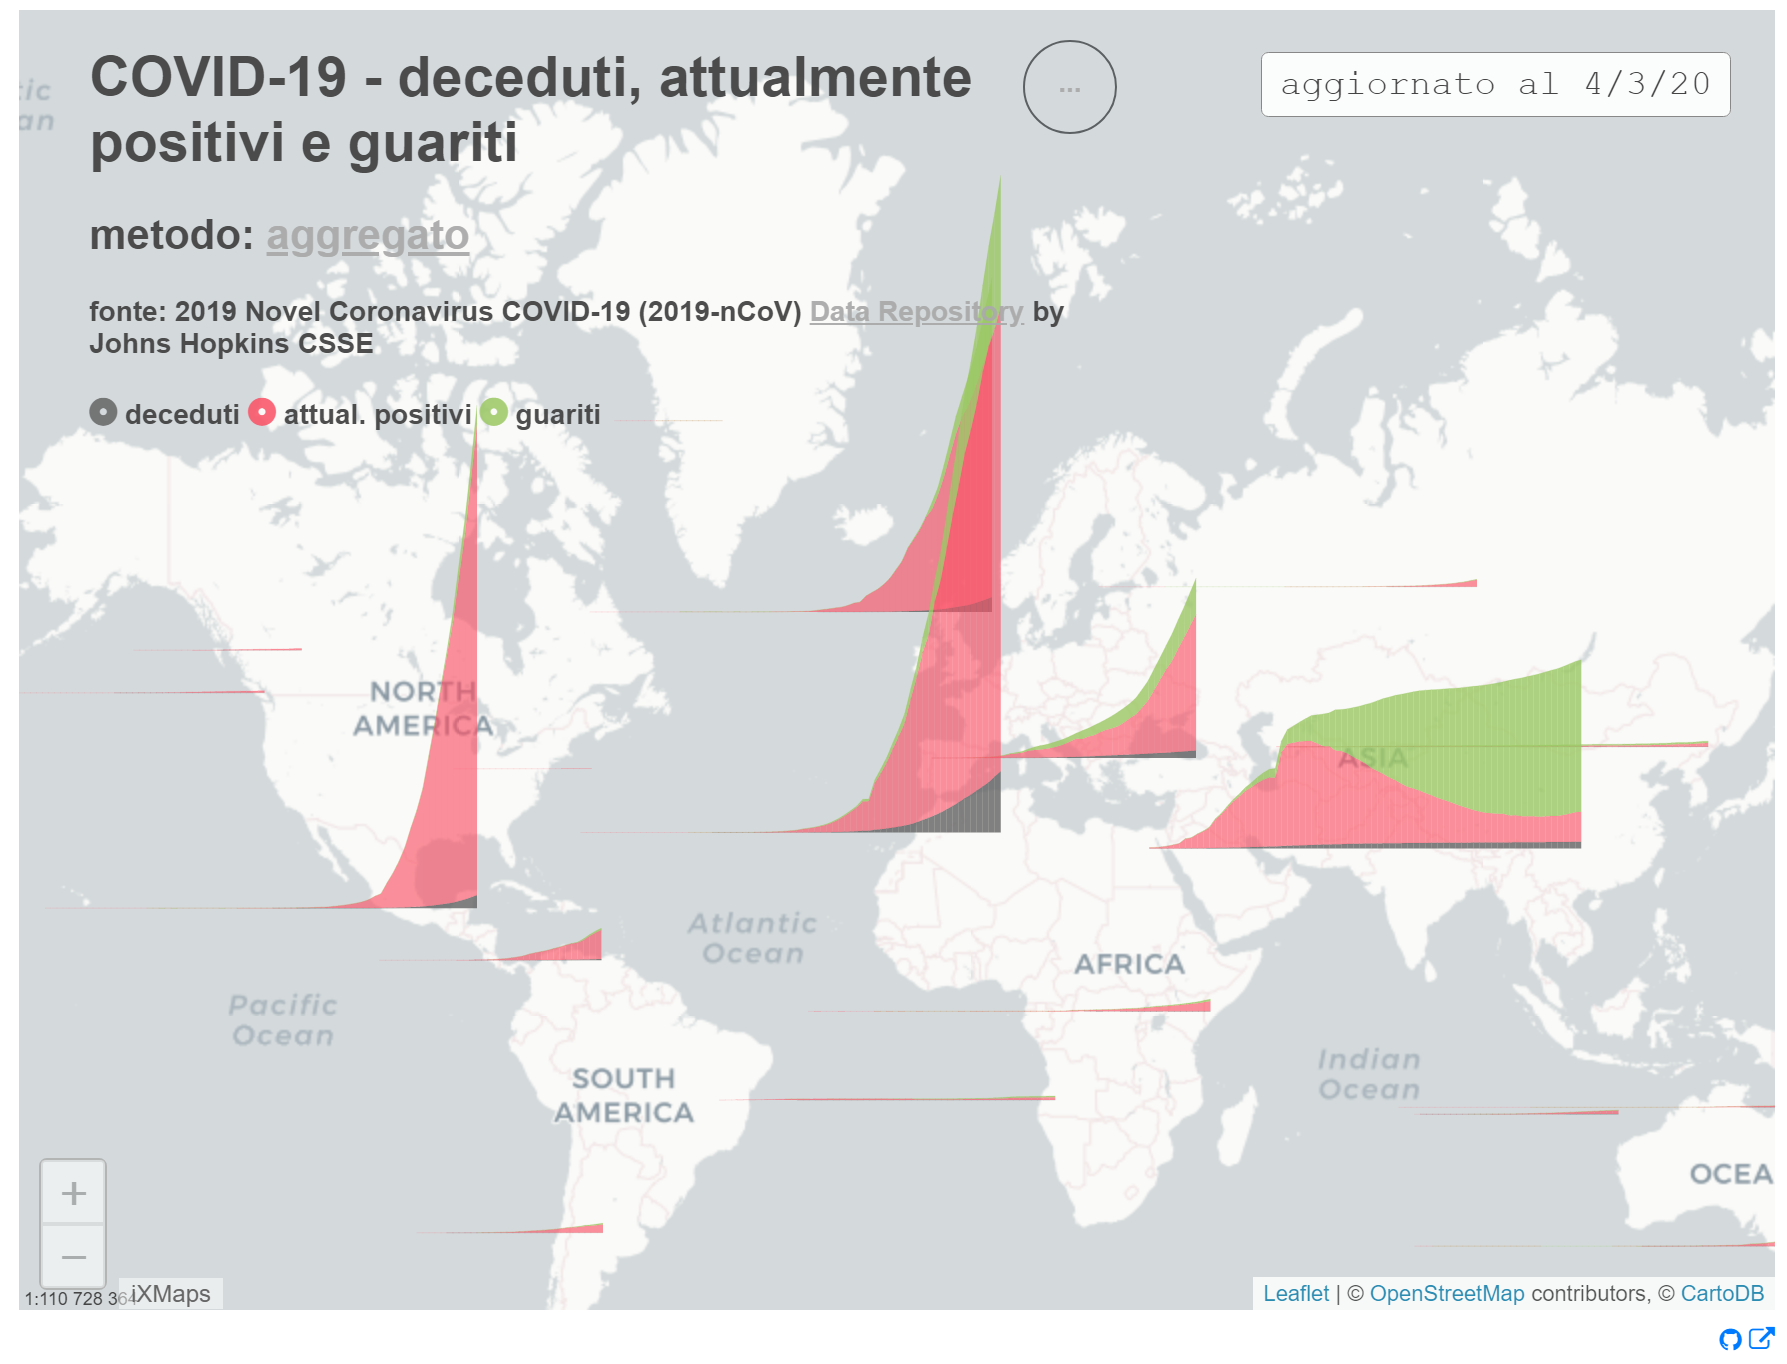 COVID-19 - deceduti, attualmente
positivi e guariti
...
aggiornato al 4/3/20
metodo: aggregato
fonte: 2019 Novel Coronavirus COVID-19 (2019-nCoV) Data Repository by
Johns Hopkins CSSE
deceduti attual. positivi guariti
NORTH
AMERICA
ASIA
Atlantic
Ocean
AFRICA
Pacific
Ocean
SOUTH
AMERICA
Indian
Ocean
OCEA
+
−
1:110 728 364
iXMaps
Leaflet | © OpenStreetMap contributors, © CartoDB